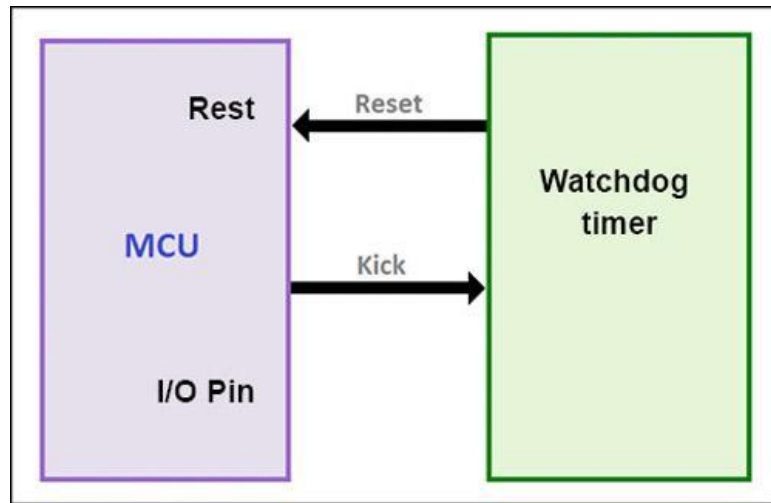 Rest
Reset
Watchdog
timer
MCU
Kick
I/O Pin